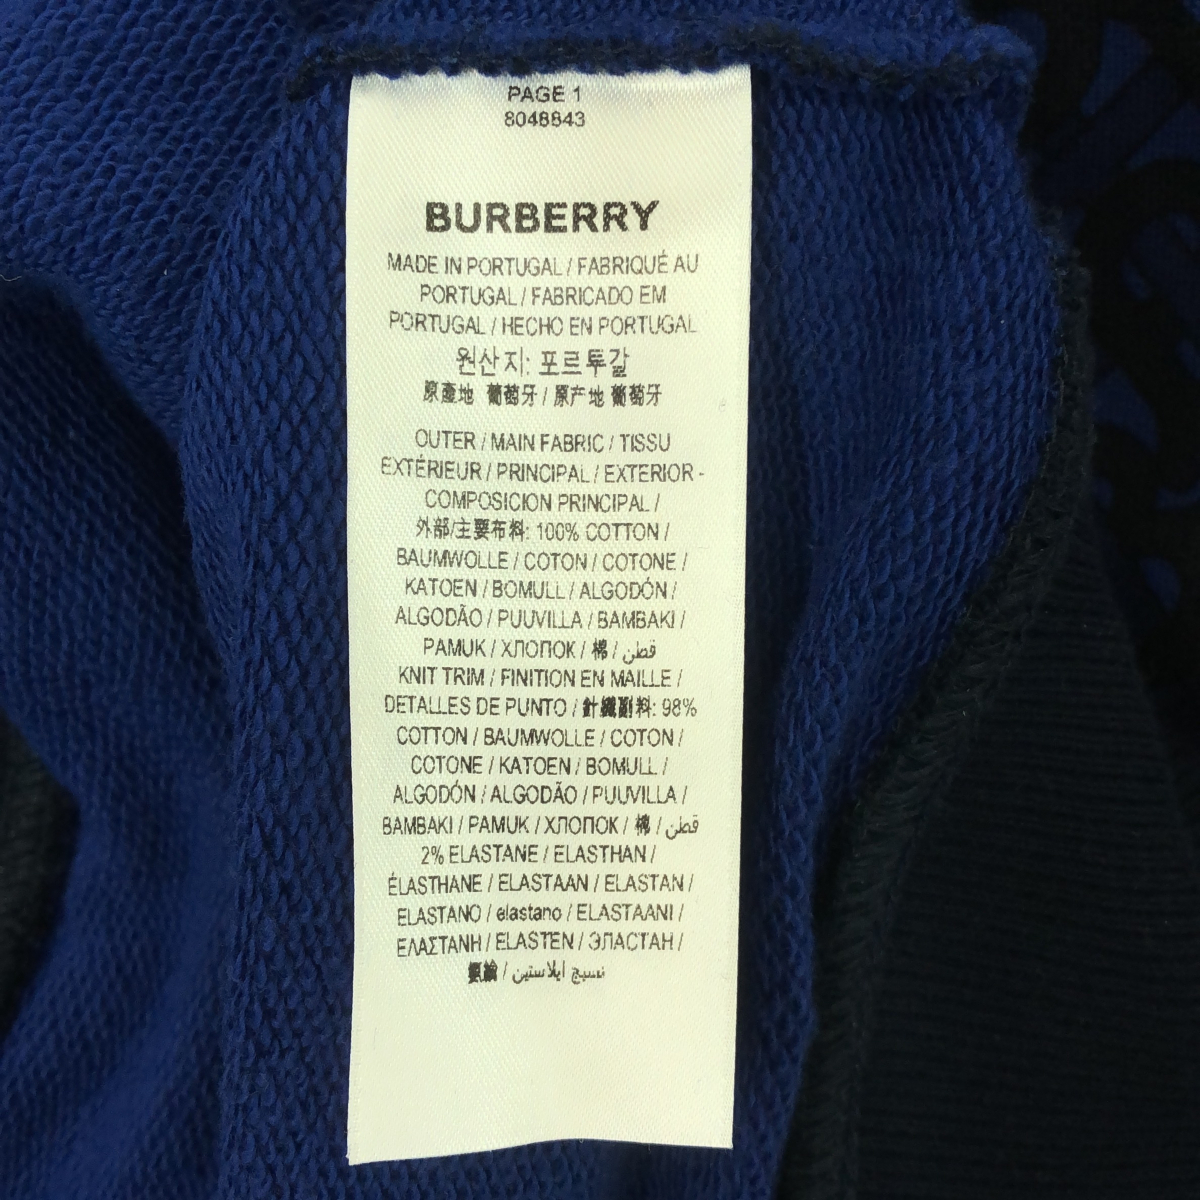 PAGE 1
8048843
BURBERRY
MADE IN PORTUGAL / FABRIQUÉ AU
PORTUGAL / FABRICADO EM
PORTUGAL / HECHO EN PORTUGAL
원산지: 포르투갈
原產地 葡萄牙 / 原产地 葡萄牙
OUTER / MAIN FABRIC / TISSU
EXTÉRIEUR / PRINCIPAL / EXTERIOR -
COMPOSICION PRINCIPAL /
外部/主要布料: 100% COTTON /
BAUMWOLLE / COTON / COTONE /
KATOEN / BOMULL / ALGODÓN /
ALGODÃO / PUUVILLA / BAMBAKI /
PAMUK / ХЛОПОК / 棉 / قطن
KNIT TRIM / FINITION EN MAILLE /
DETALLES DE PUNTO / 針織副料: 98%
COTTON / BAUMWOLLE / COTON /
COTONE / KATOEN / BOMULL /
ALGODÓN / ALGODÃO / PUUVILLA /
BAMBAKI / PAMUK / ХЛОПОК / 棉 / قطن
2% ELASTANE / ELASTHAN /
ÉLASTHANE / ELASTAAN / ELASTAN /
ELASTANO / elastano / ELASTAANI /
ΕΛΑΣΤΑΝΗ / ELASTEN / ЭЛАСТАН /
/ نسيج ايلاستين